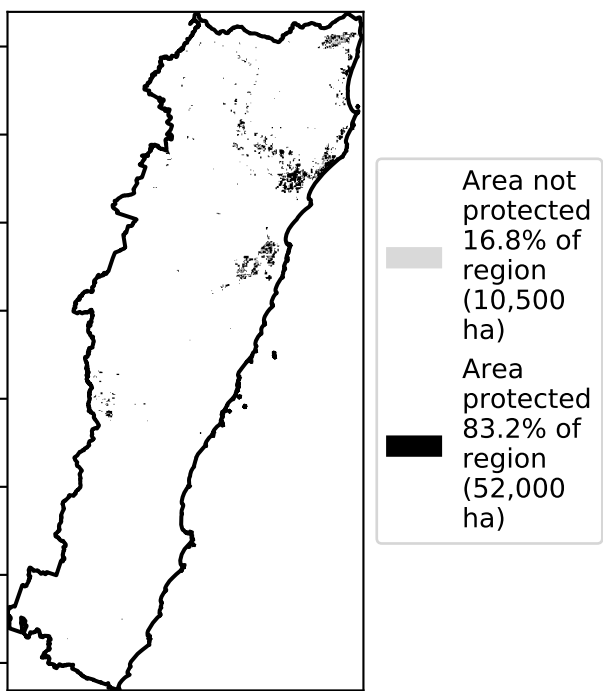 Area not
protected
16.8% of
region
(10,500
ha)
Area
protected
83.2% of
region
(52,000
ha)